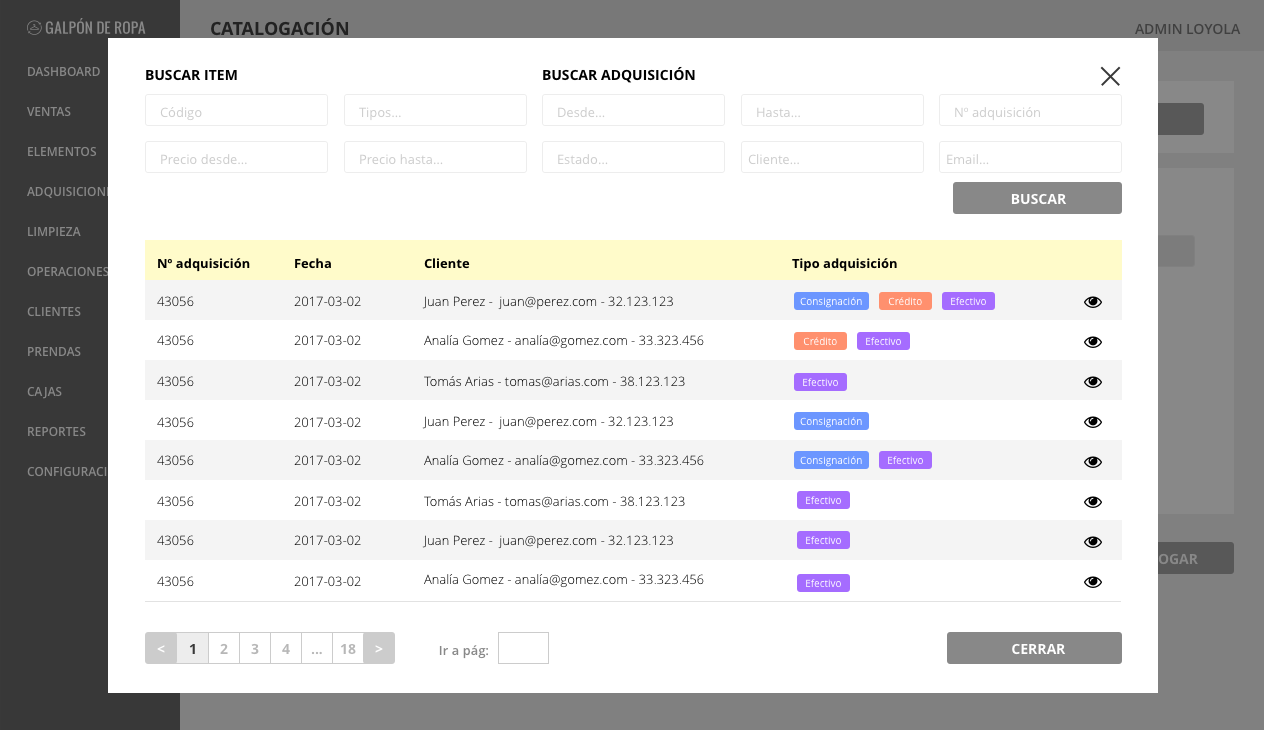 GALPÓN DE ROPA
CATALOGACIÓN
ADMIN LOYOLA
DASHBOARD
VENTAS
ELEMENTOS
LIMPIEZA
OPERACIONES
CLIENTES
PRENDAS
CAJAS
REPORTES
BUSCAR ITEM
BUSCAR ADQUISICIÓN
Código
Tipos...
Desde...
Hasta...
Nº adquisición
Precio desde...
Precio hasta...
Estado...
Cliente...
Email...
BUSCAR
Nº adquisición Fecha Cliente Tipo adquisición
43056 2017-03-02 Juan Perez - juan@perez.com - 32.123.123 Consignación Crédito Efectivo
43056 2017-03-02 Analía Gomez - analía@gomez.com - 33.323.456 Crédito Efectivo
43056 2017-03-02 Tomás Arias - tomas@arias.com - 38.123.123 Efectivo
43056 2017-03-02 Juan Perez - juan@perez.com - 32.123.123 Consignación
43056 2017-03-02 Analía Gomez - analía@gomez.com - 33.323.456 Consignación Efectivo
43056 2017-03-02 Tomás Arias - tomas@arias.com - 38.123.123 Efectivo
43056 2017-03-02 Juan Perez - juan@perez.com - 32.123.123 Efectivo
43056 2017-03-02 Analía Gomez - analía@gomez.com - 33.323.456 Efectivo
< 1 2 3 4 ... 18 >
Ir a pág:
CERRAR